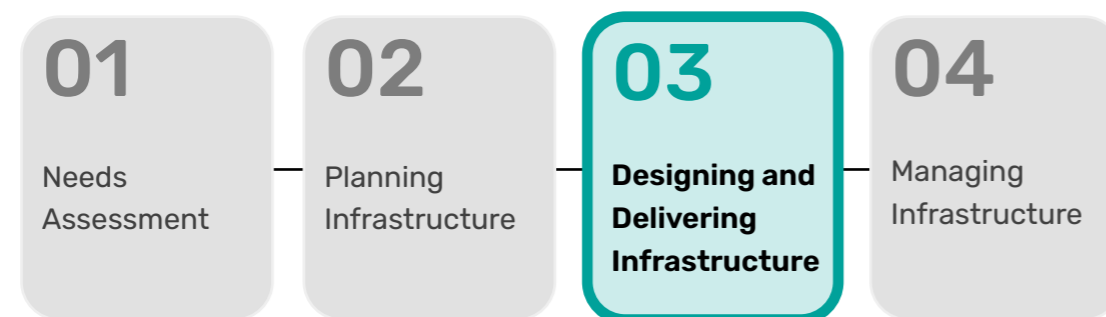 01
Needs
Assessment
02
Planning
Infrastructure
03
Designing and
Delivering
Infrastructure
04
Managing
Infrastructure